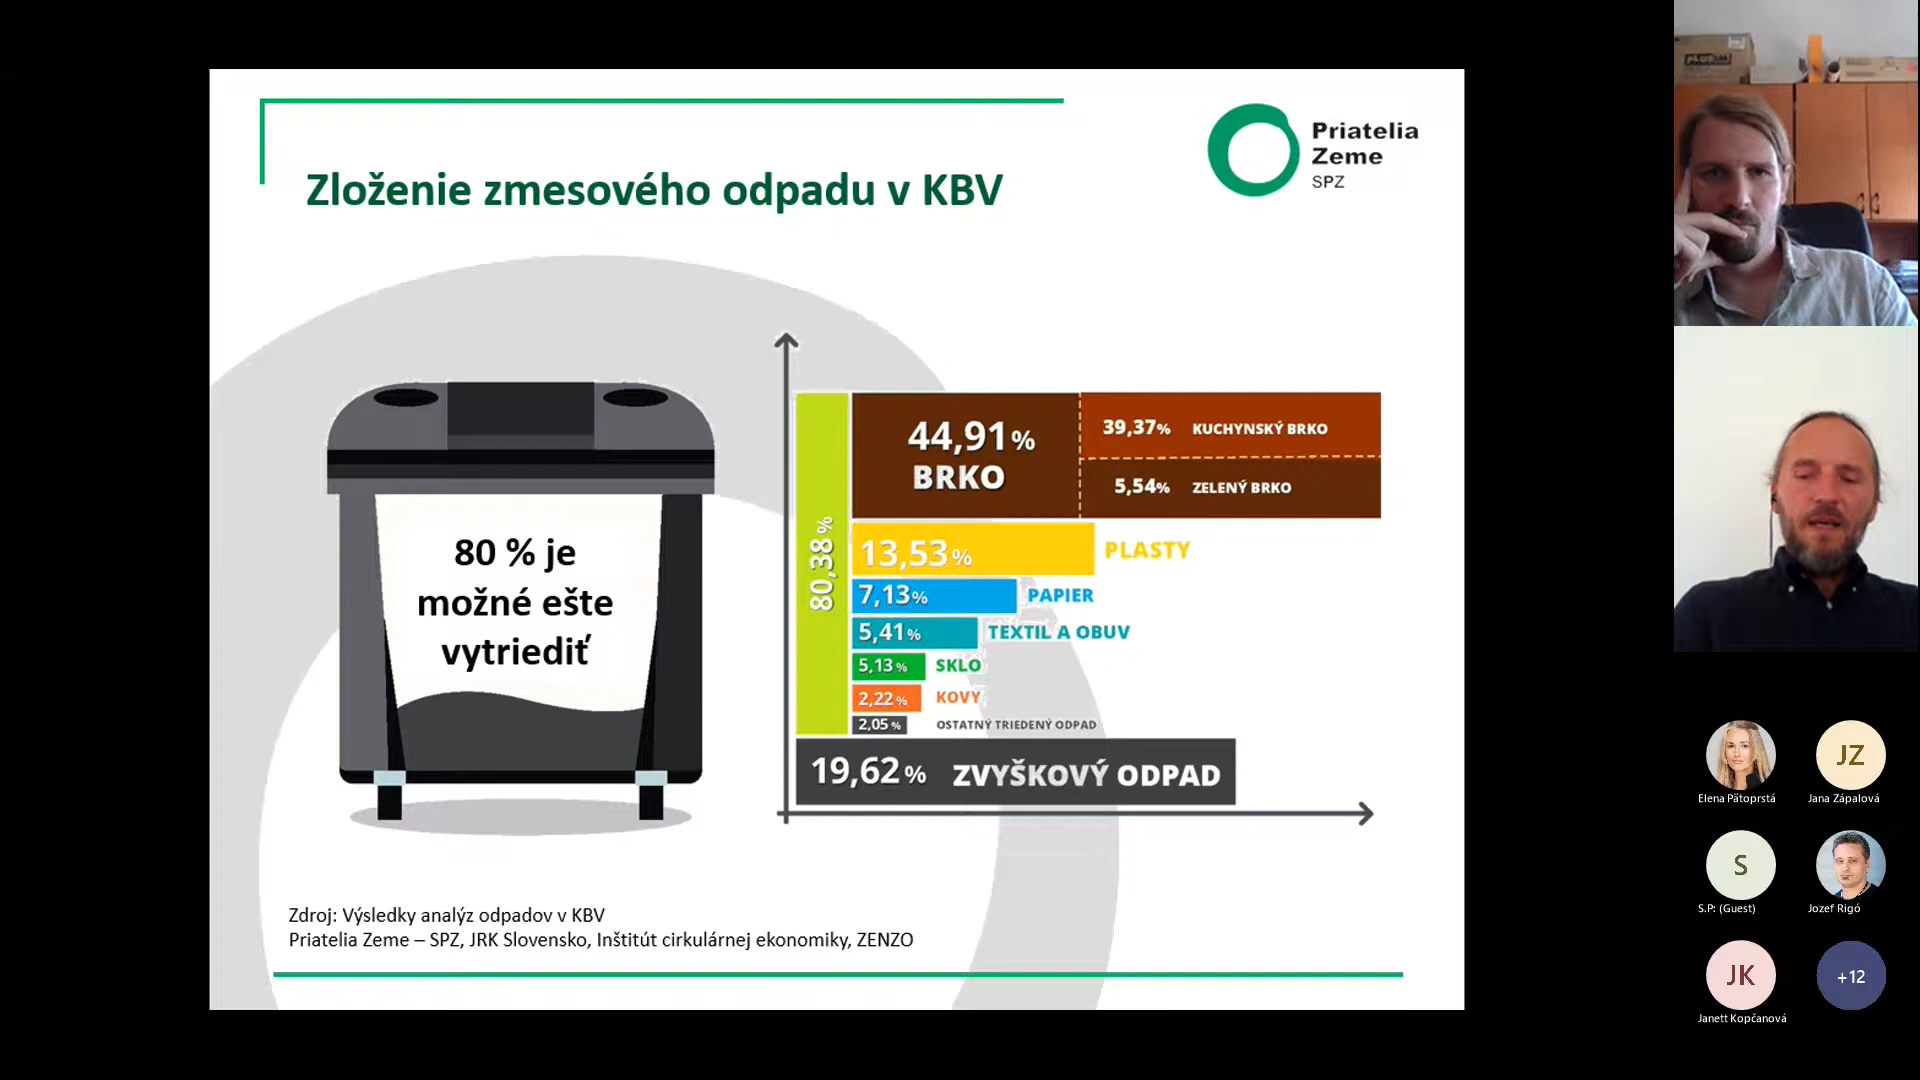 Priatelia
Zeme
SPZ
Zloženie zmesového odpadu v KBV
80 % je
možné ešte
vytriediť
80,38%
44,91%
BRKO
39,37% KUCHYNSKÝ BRKO
5,54% ZELENÝ BRKO
13,53% PLASTY
7,13% PAPIER
5,41% TEXTIL A OBUV
5,13% SKLO
2,22% KOVY
2,05% OSTATNÝ TRIEDENÝ ODPAD
19,62% ZVYŠKOVÝ ODPAD
Zdroj: Výsledky analýz odpadov v KBV
Priatelia Zeme – SPZ, JRK Slovensko, Inštitút cirkulárnej ekonomiky, ZENZO
PLUSIM
JZ
Elena Pätoprstá
Jana Zápalová
S
S.P: (Guest)
Jozef Rigó
JK
+12
Janett Kopčanová